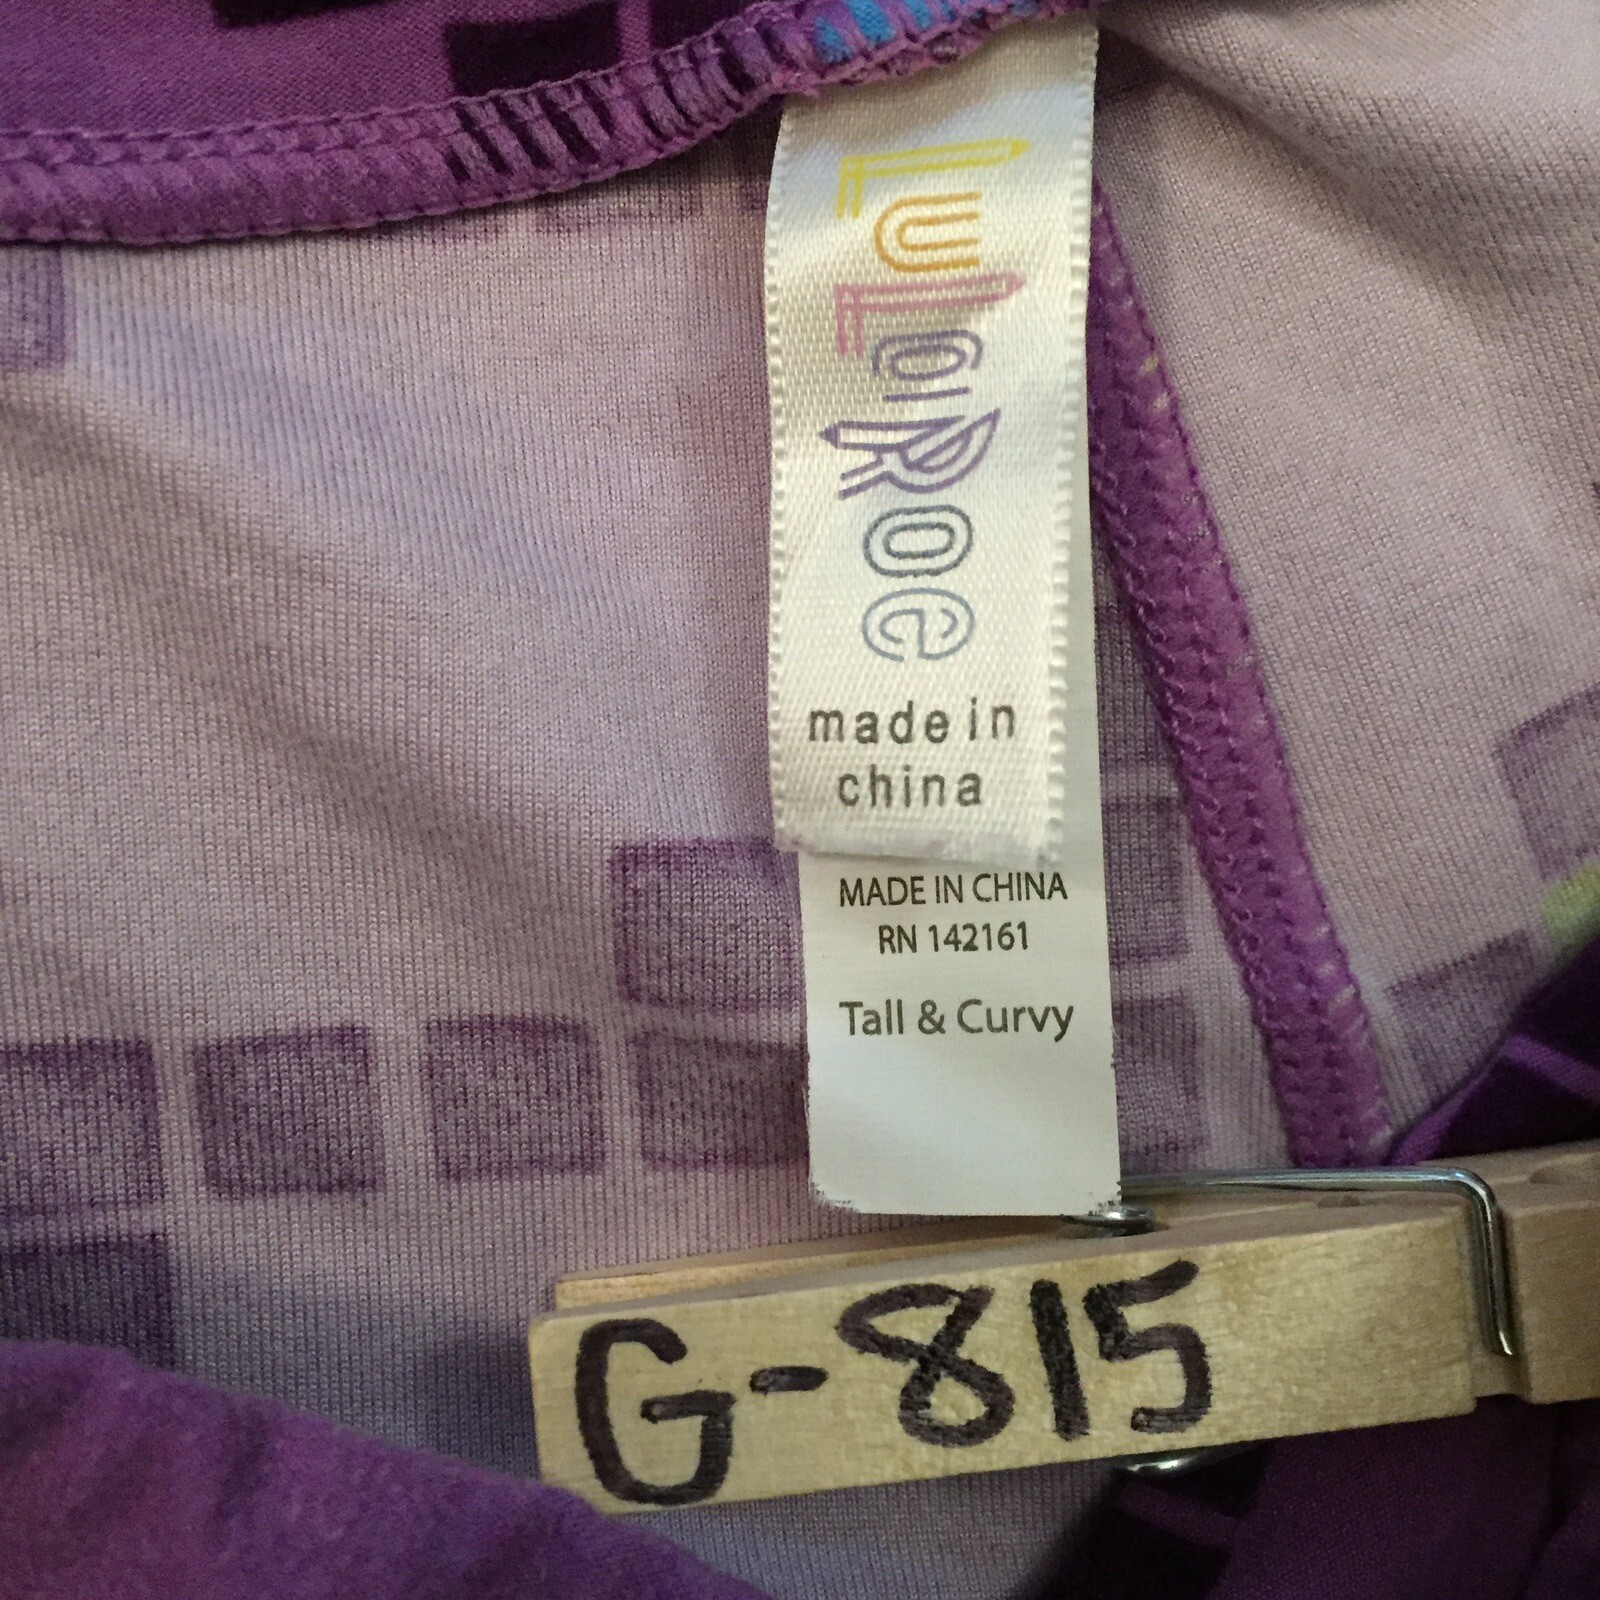 LuLaRoe
made in
china
MADE IN CHINA
RN 142161
Tall & Curvy
G-815